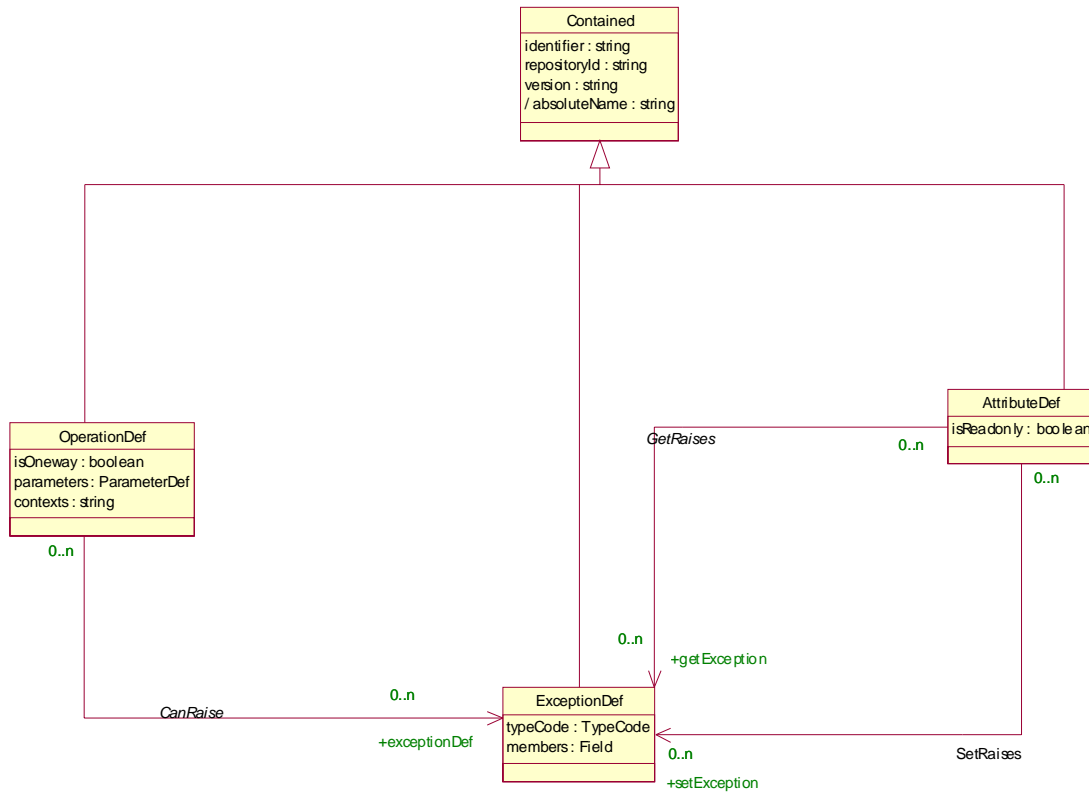 Contained
identifier : string
repositoryId : string
version : string
/ absoluteName : string
AttributeDef
isReadonly : boolean
OperationDef
isOneway : boolean
parameters : ParameterDef
contexts : string
GetRaises
0..n
0..n
0..n
0..n
+getException
0..n
CanRaise
+exceptionDef
ExceptionDef
typeCode : TypeCode
members : Field
0..n
SetRaises
+setException